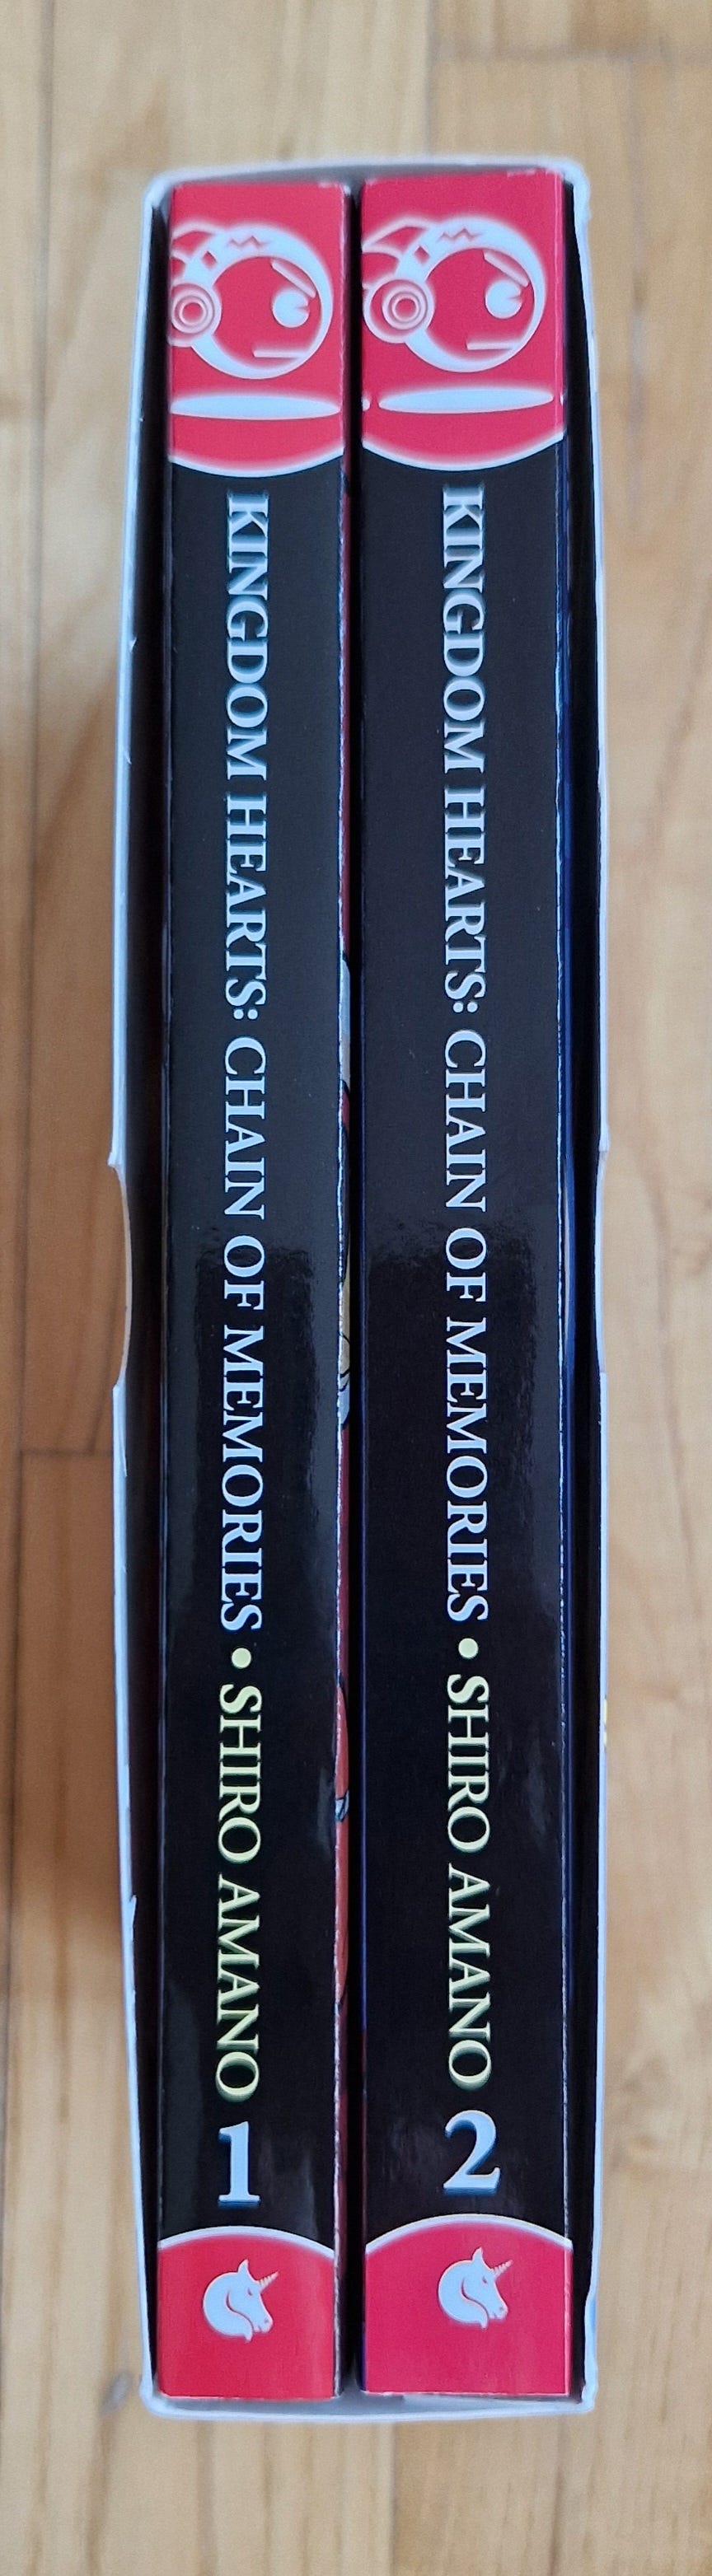 KINGDOM HEARTS: CHAIN OF MEMORIES • SHIRO AMANO 1
KINGDOM HEARTS: CHAIN OF MEMORIES • SHIRO AMANO 2